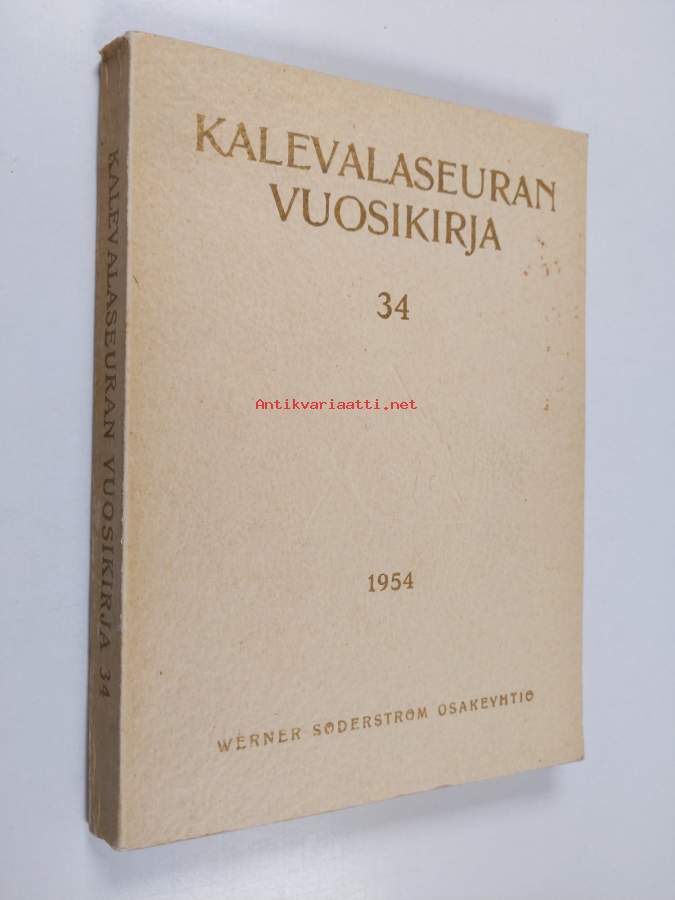 KALEVALASEURAN
VUOSIKIRJA
34
Antikvariaatti.net
1954
WERNER SÖDERSTRÖM OSAKEYHTIÖ
KALEVALASEURAN VUOSIKIRJA 34